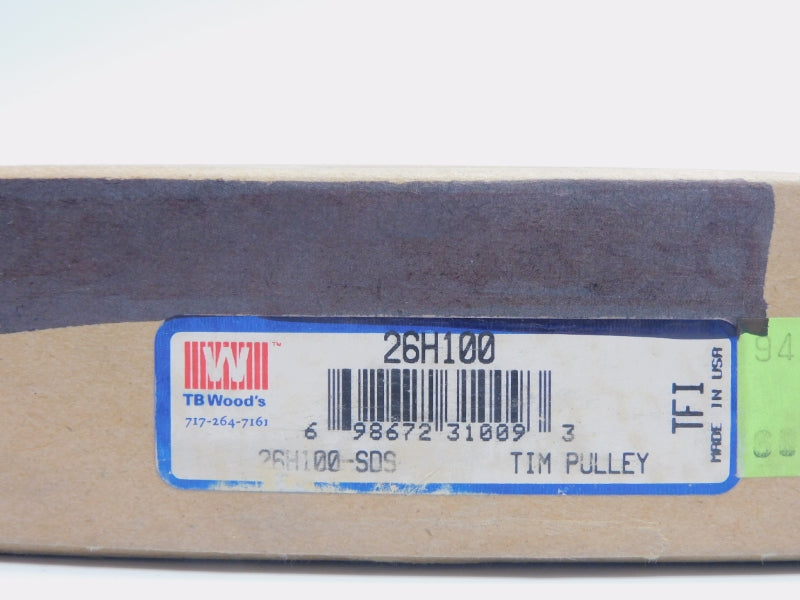 W™
TB Wood's
717-264-7161
26H100
6 98672 31009 3
26H100-SDS
TIM PULLEY
TFI
MADE IN USA
94